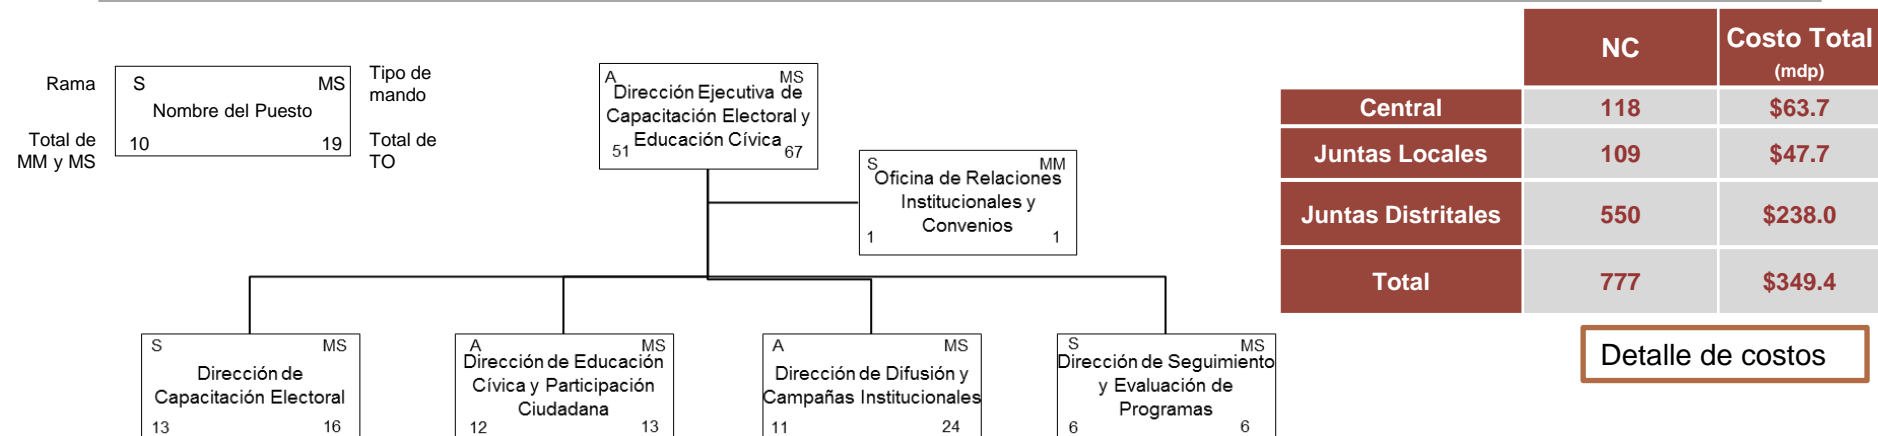 Rama
S MS
Nombre del Puesto
10 19
Total de
MM y MS
Tipo de
mando
Total de
TO
A MS
Dirección Ejecutiva de
Capacitación Electoral y
Educación Cívica
51 67
S MM
Oficina de Relaciones
Institucionales y
Convenios
1 1
S MS
Dirección de
Capacitación Electoral
13 16
A MS
Dirección de Educación
Cívica y Participación
Ciudadana
12 13
A MS
Dirección de Difusión y
Campañas Institucionales
11 24
S MS
Dirección de Seguimiento
y Evaluación de
Programas
6 6
NC Costo Total
(mdp)
Central 118 $63.7
Juntas Locales 109 $47.7
Juntas Distritales 550 $238.0
Total 777 $349.4
Detalle de costos